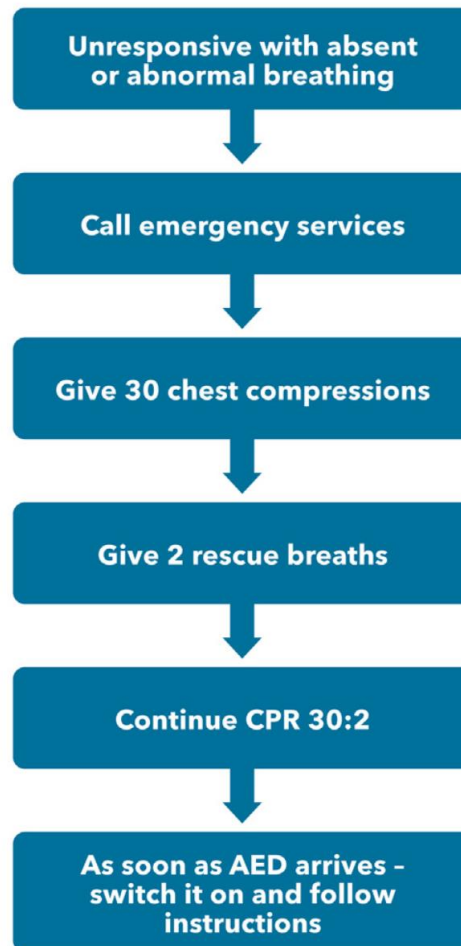 Unresponsive with absent
or abnormal breathing
Call emergency services
Give 30 chest compressions
Give 2 rescue breaths
Continue CPR 30:2
As soon as AED arrives –
switch it on and follow
instructions